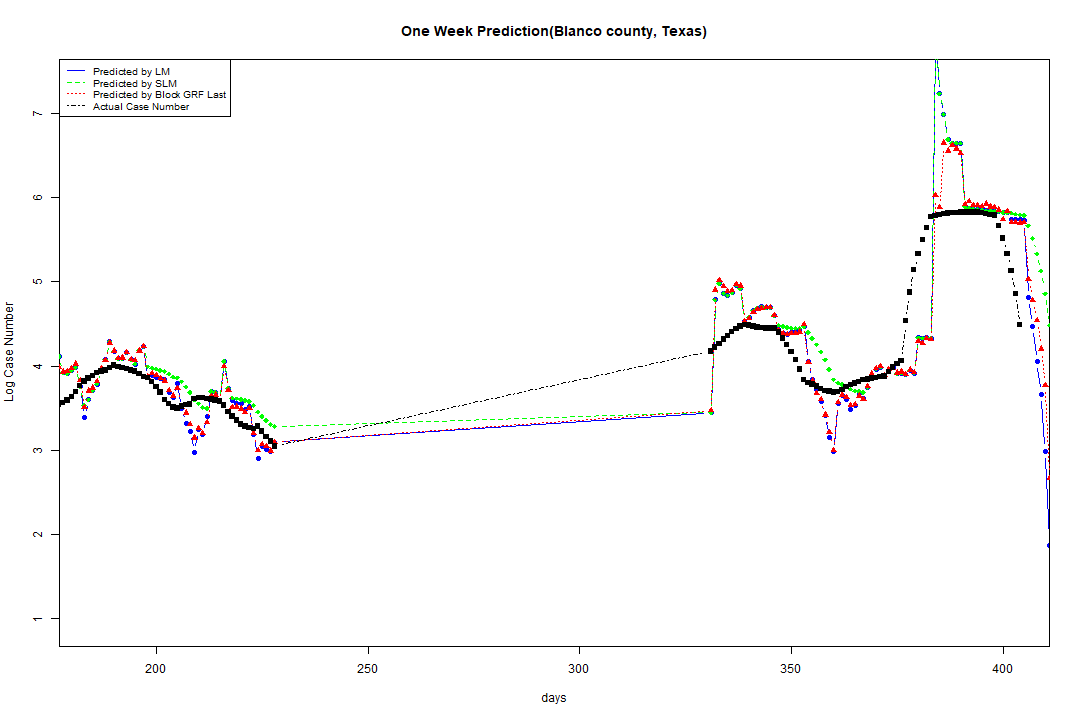 One Week Prediction(Blanco county, Texas)
Predicted by LM
Predicted by SLM
Predicted by Block GRF Last
Actual Case Number
Log Case Number
7
6
5
4
3
2
1
200 250 300 350 400
days